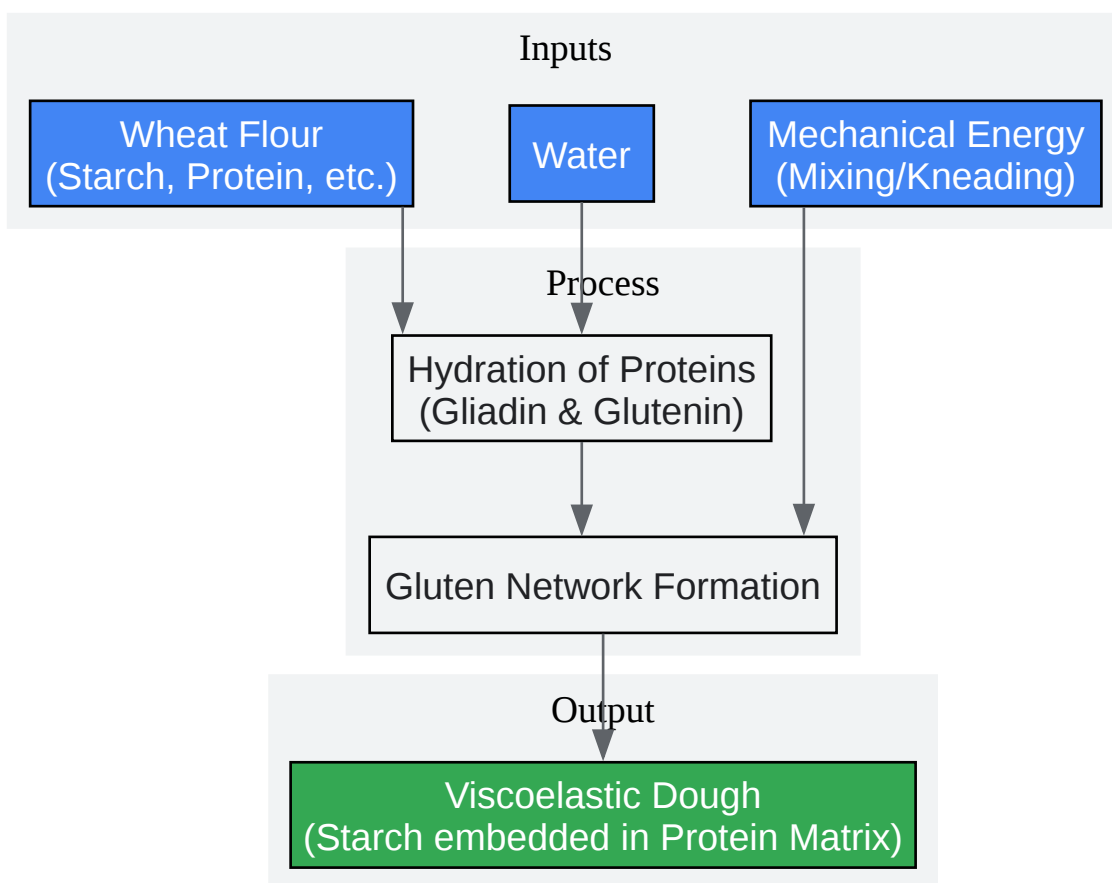 Inputs
Wheat Flour
(Starch, Protein, etc.)
Water
Mechanical Energy
(Mixing/Kneading)
Process
Hydration of Proteins
(Gliadin & Glutenin)
Gluten Network Formation
Output
Viscoelastic Dough
(Starch embedded in Protein Matrix)